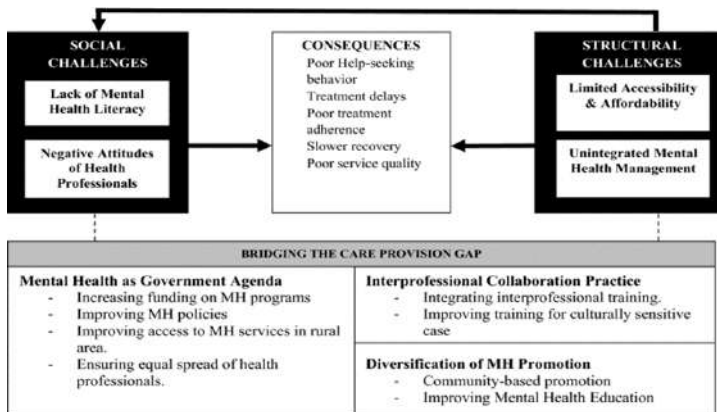 SOCIAL
CHALLENGES
Lack of Mental
Health Literacy
Negative Attitudes
of Health
Professionals
CONSEQUENCES
Poor Help-seeking
behavior
Treatment delays
Poor treatment
adherence
Slower recovery
Poor service quality
STRUCTURAL
CHALLENGES
Limited Accessibility
& Affordability
Unintegrated Mental
Health Management
BRIDGING THE CARE PROVISION GAP
Mental Health as Government Agenda
- Increasing funding on MH programs
- Improving MH policies
- Improving access to MH services in rural
area.
- Ensuring equal spread of health
professionals.
Interprofessional Collaboration Practice
- Integrating interprofessional training.
- Improving training for culturally sensitive
case
Diversification of MH Promotion
- Community-based promotion
- Improving Mental Health Education